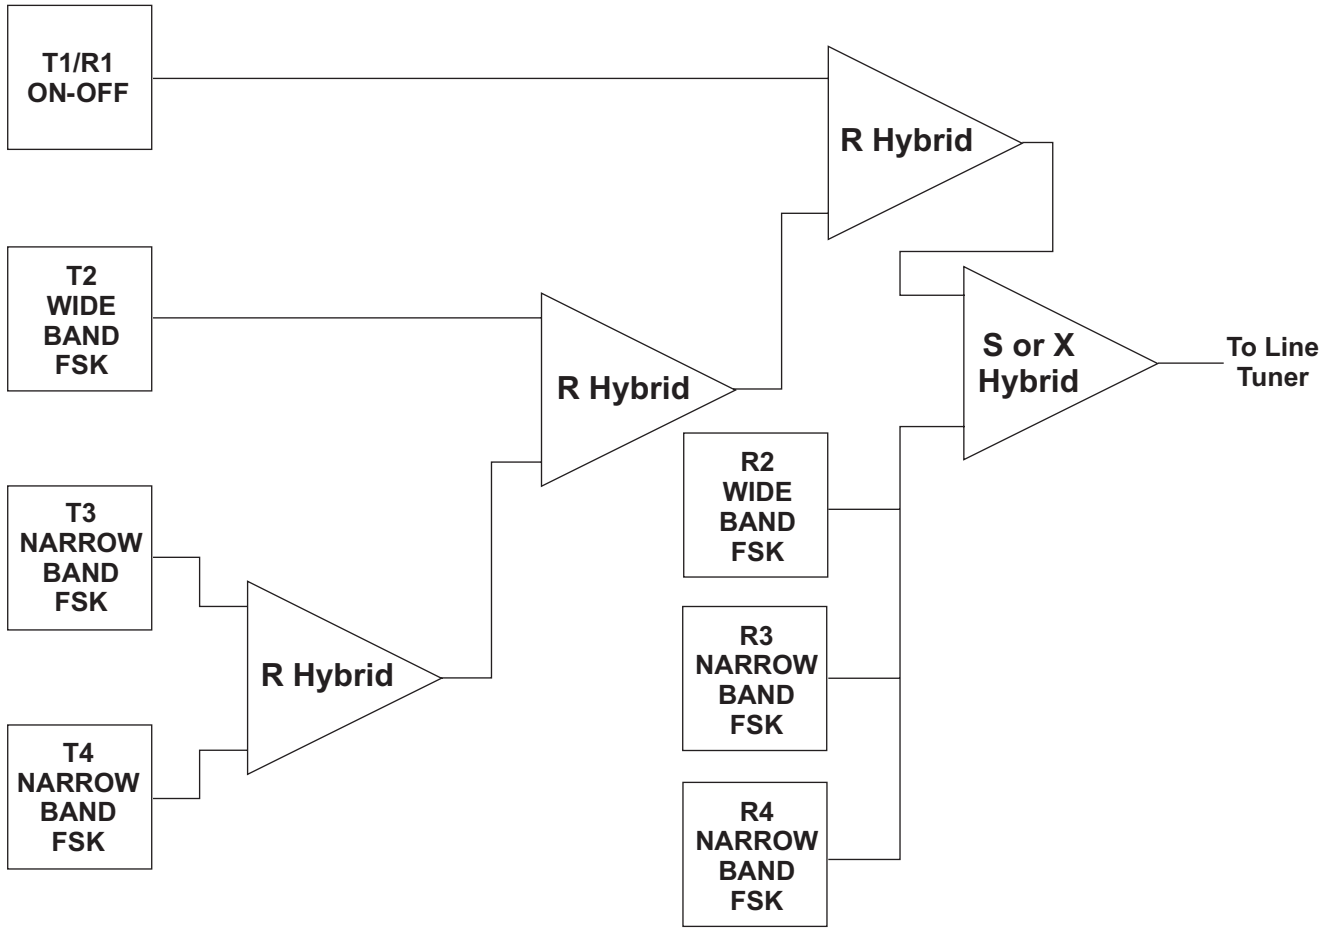 T1/R1
ON-OFF
R Hybrid
T2
WIDE
BAND
FSK
R Hybrid
S or X
Hybrid
To Line
Tuner
T3
NARROW
BAND
FSK
R2
WIDE
BAND
FSK
R Hybrid
R3
NARROW
BAND
FSK
T4
NARROW
BAND
FSK
R4
NARROW
BAND
FSK